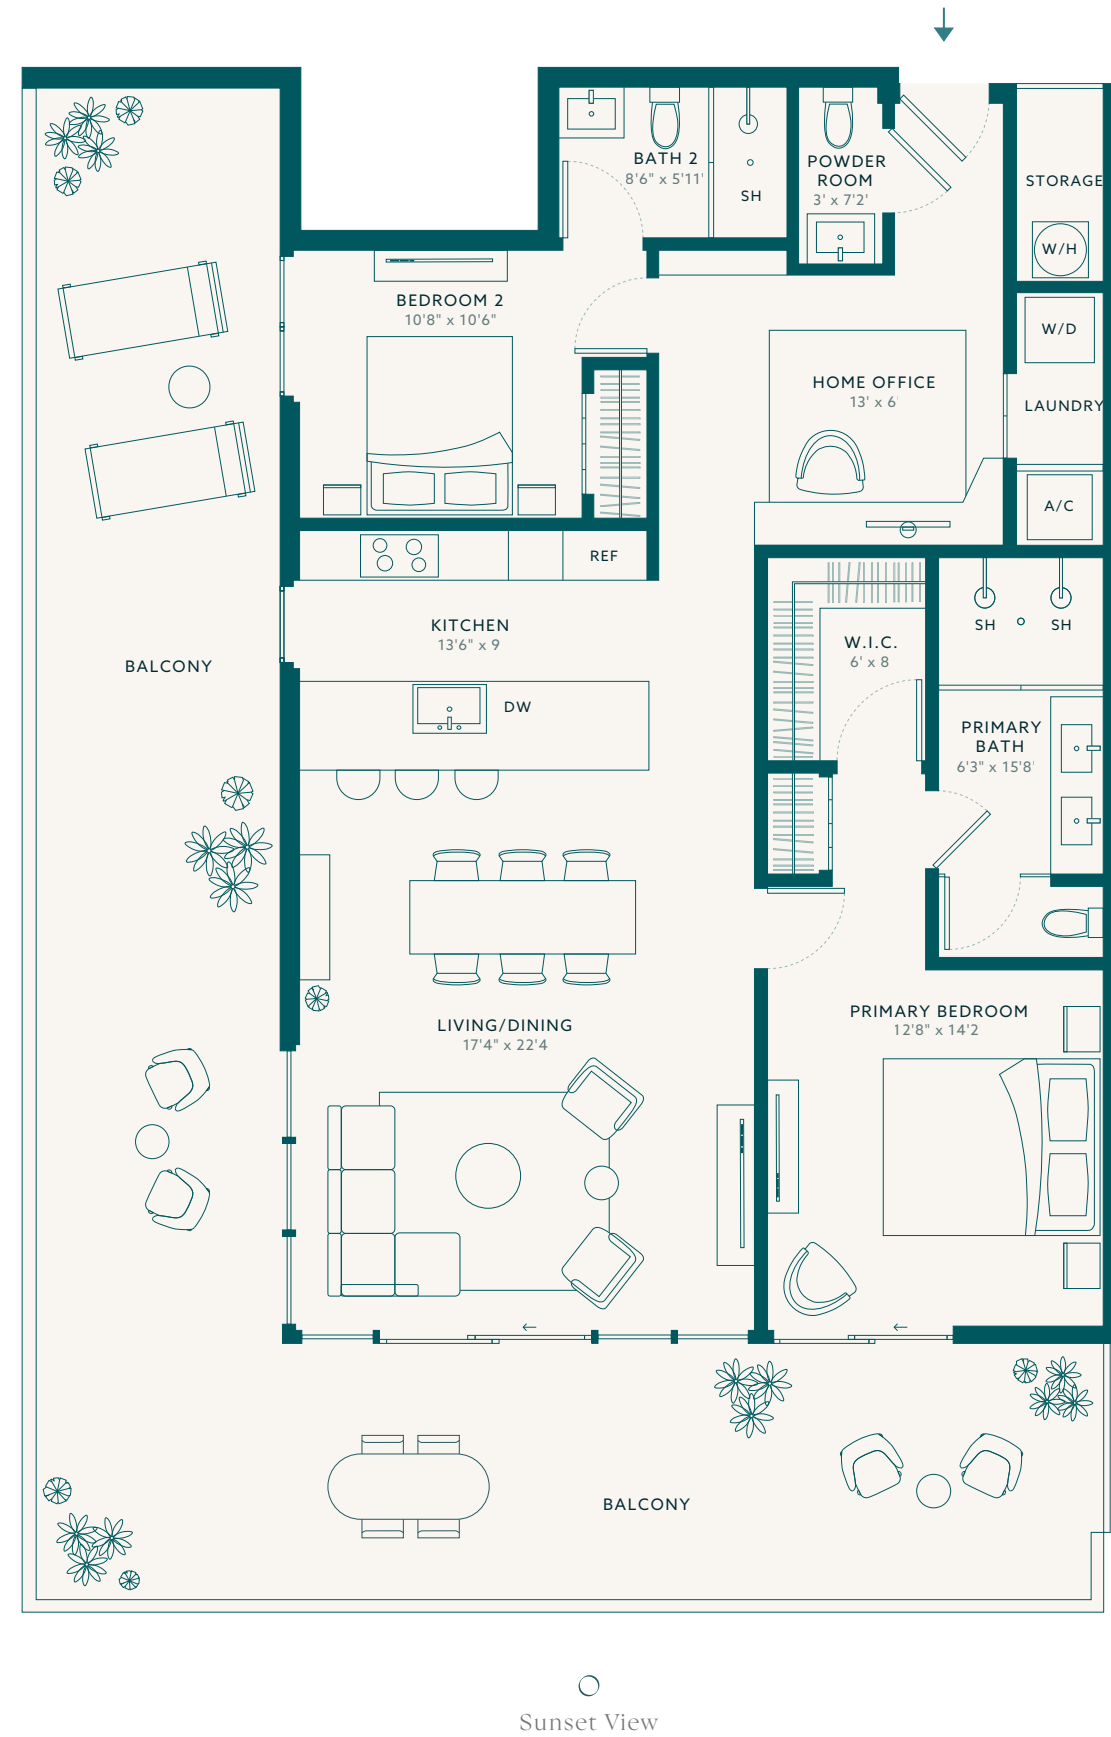 BATH 2
8'6" x 5'11'
SH
POWDER
ROOM
3' x 7'2'
STORAGE
W/H
BEDROOM 2
10'8" x 10'6"
W/D
HOME OFFICE
13' x 6'
LAUNDRY
A/C
REF
KITCHEN
13'6" x 9
SH
SH
W.I.C.
6' x 8
BALCONY
DW
PRIMARY
BATH
6'3" x 15'8'
PRIMARY BEDROOM
12'8" x 14'2
LIVING/DINING
17'4" x 22'4
BALCONY
Sunset View